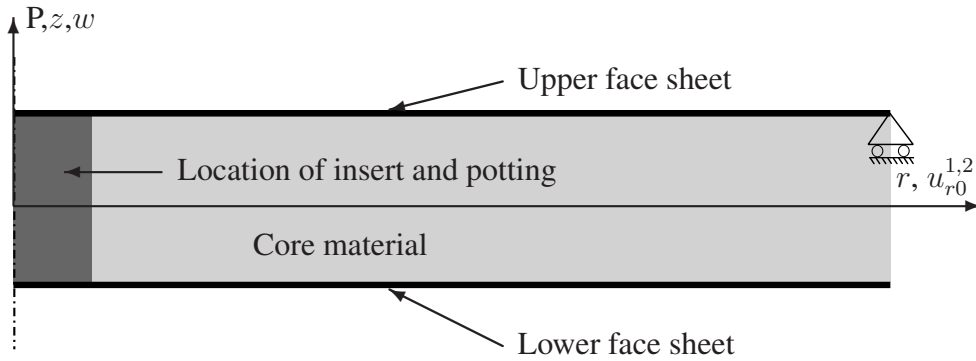 P,z,w
Upper face sheet
Location of insert and potting
r, u_{r0}^{1,2}
Core material
Lower face sheet